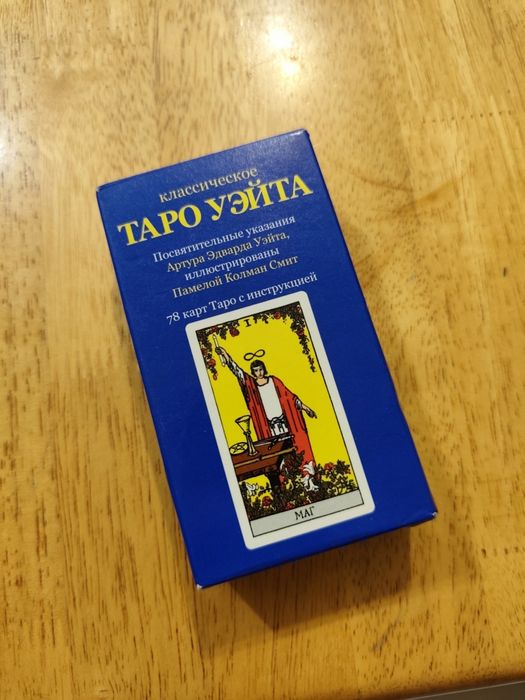 классическое
ТАРО УЭЙТА
Посвятительные указания
Артура Эдварда Уэйта,
иллюстрированы
Памелой Колман Смит
78 карт Таро с инструкцией
I
МАГ